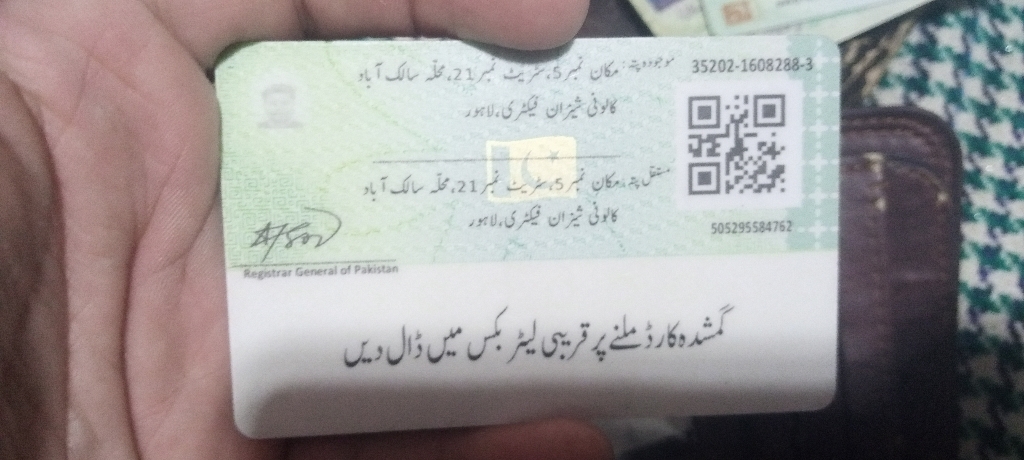 35202-1608288-3
موجودہ پتہ: مکان نمبر 5، سٹریٹ نمبر 21، محلّہ سالک آباد
کالونی شیزان فیکٹری، لاہور
مستقل پتہ: مکان نمبر 5، سٹریٹ نمبر 21، محلّہ سالک آباد
کالونی شیزان فیکٹری، لاہور
505295584762
Registrar General of Pakistan
گمشدہ کارڈ ملنے پر قریبی لیٹر بکس میں ڈال دیں